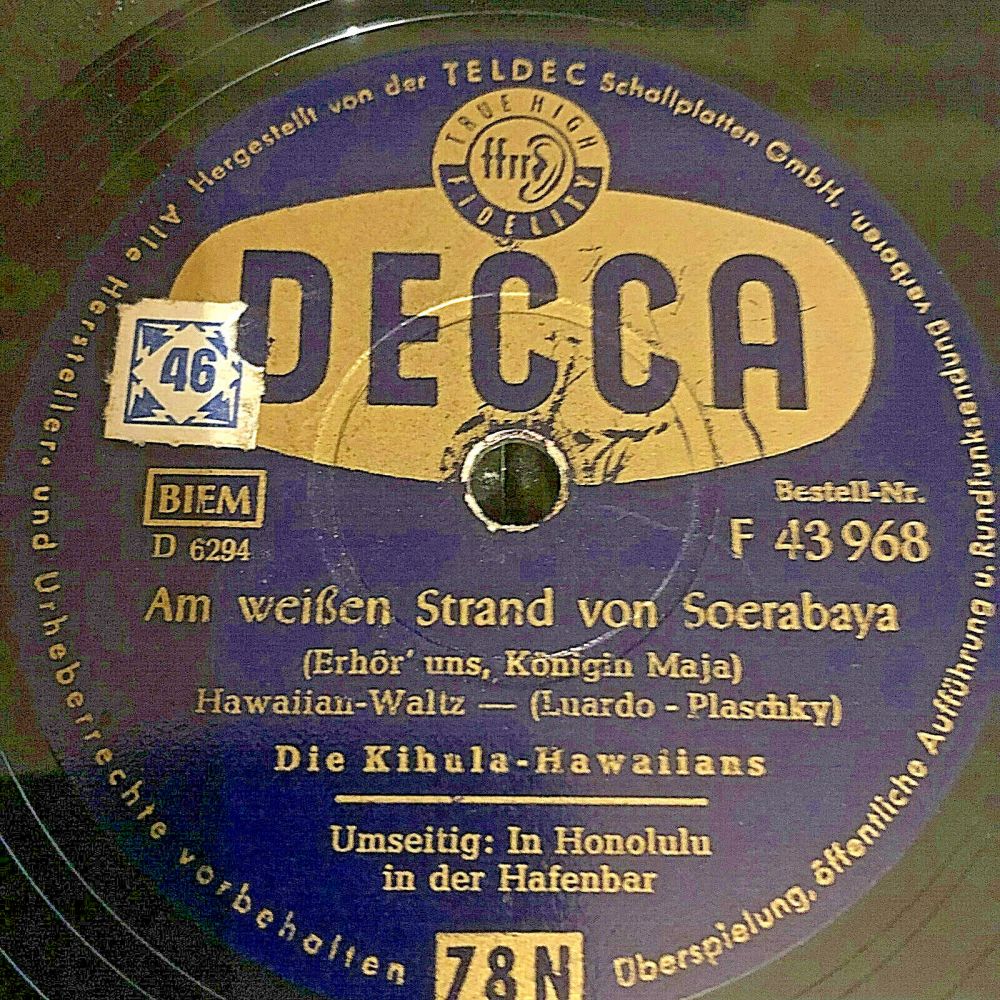 Alle Hersteller- und Urheberrechte vorbehalten
Hergestellt von der TELDEC Schallplatten GmbH.
Überspielung, öffentliche Aufführung u. Rundfunksendung verboten.
TRUE HIGH
ffrr
FIDELITY
DECCA
46
BIEM
D 6294
Bestell-Nr.
F 43 968
Am weißen Strand von Soerabaya
(Erhör' uns, Königin Maja)
Hawaiian-Waltz — (Luardo - Plaschky)
Die Kihula-Hawaiians
Umseitig: In Honolulu
in der Hafenbar
78 N